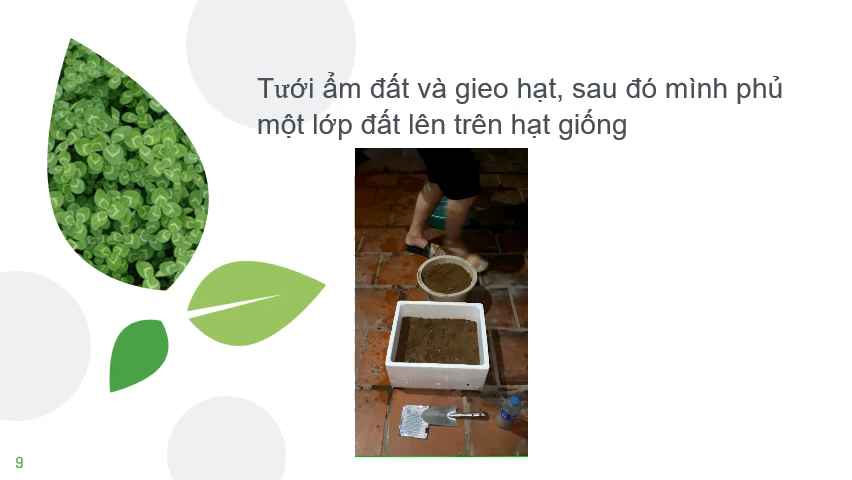 Tưới ẩm đất và gieo hạt, sau đó mình phủ
một lớp đất lên trên hạt giống
9